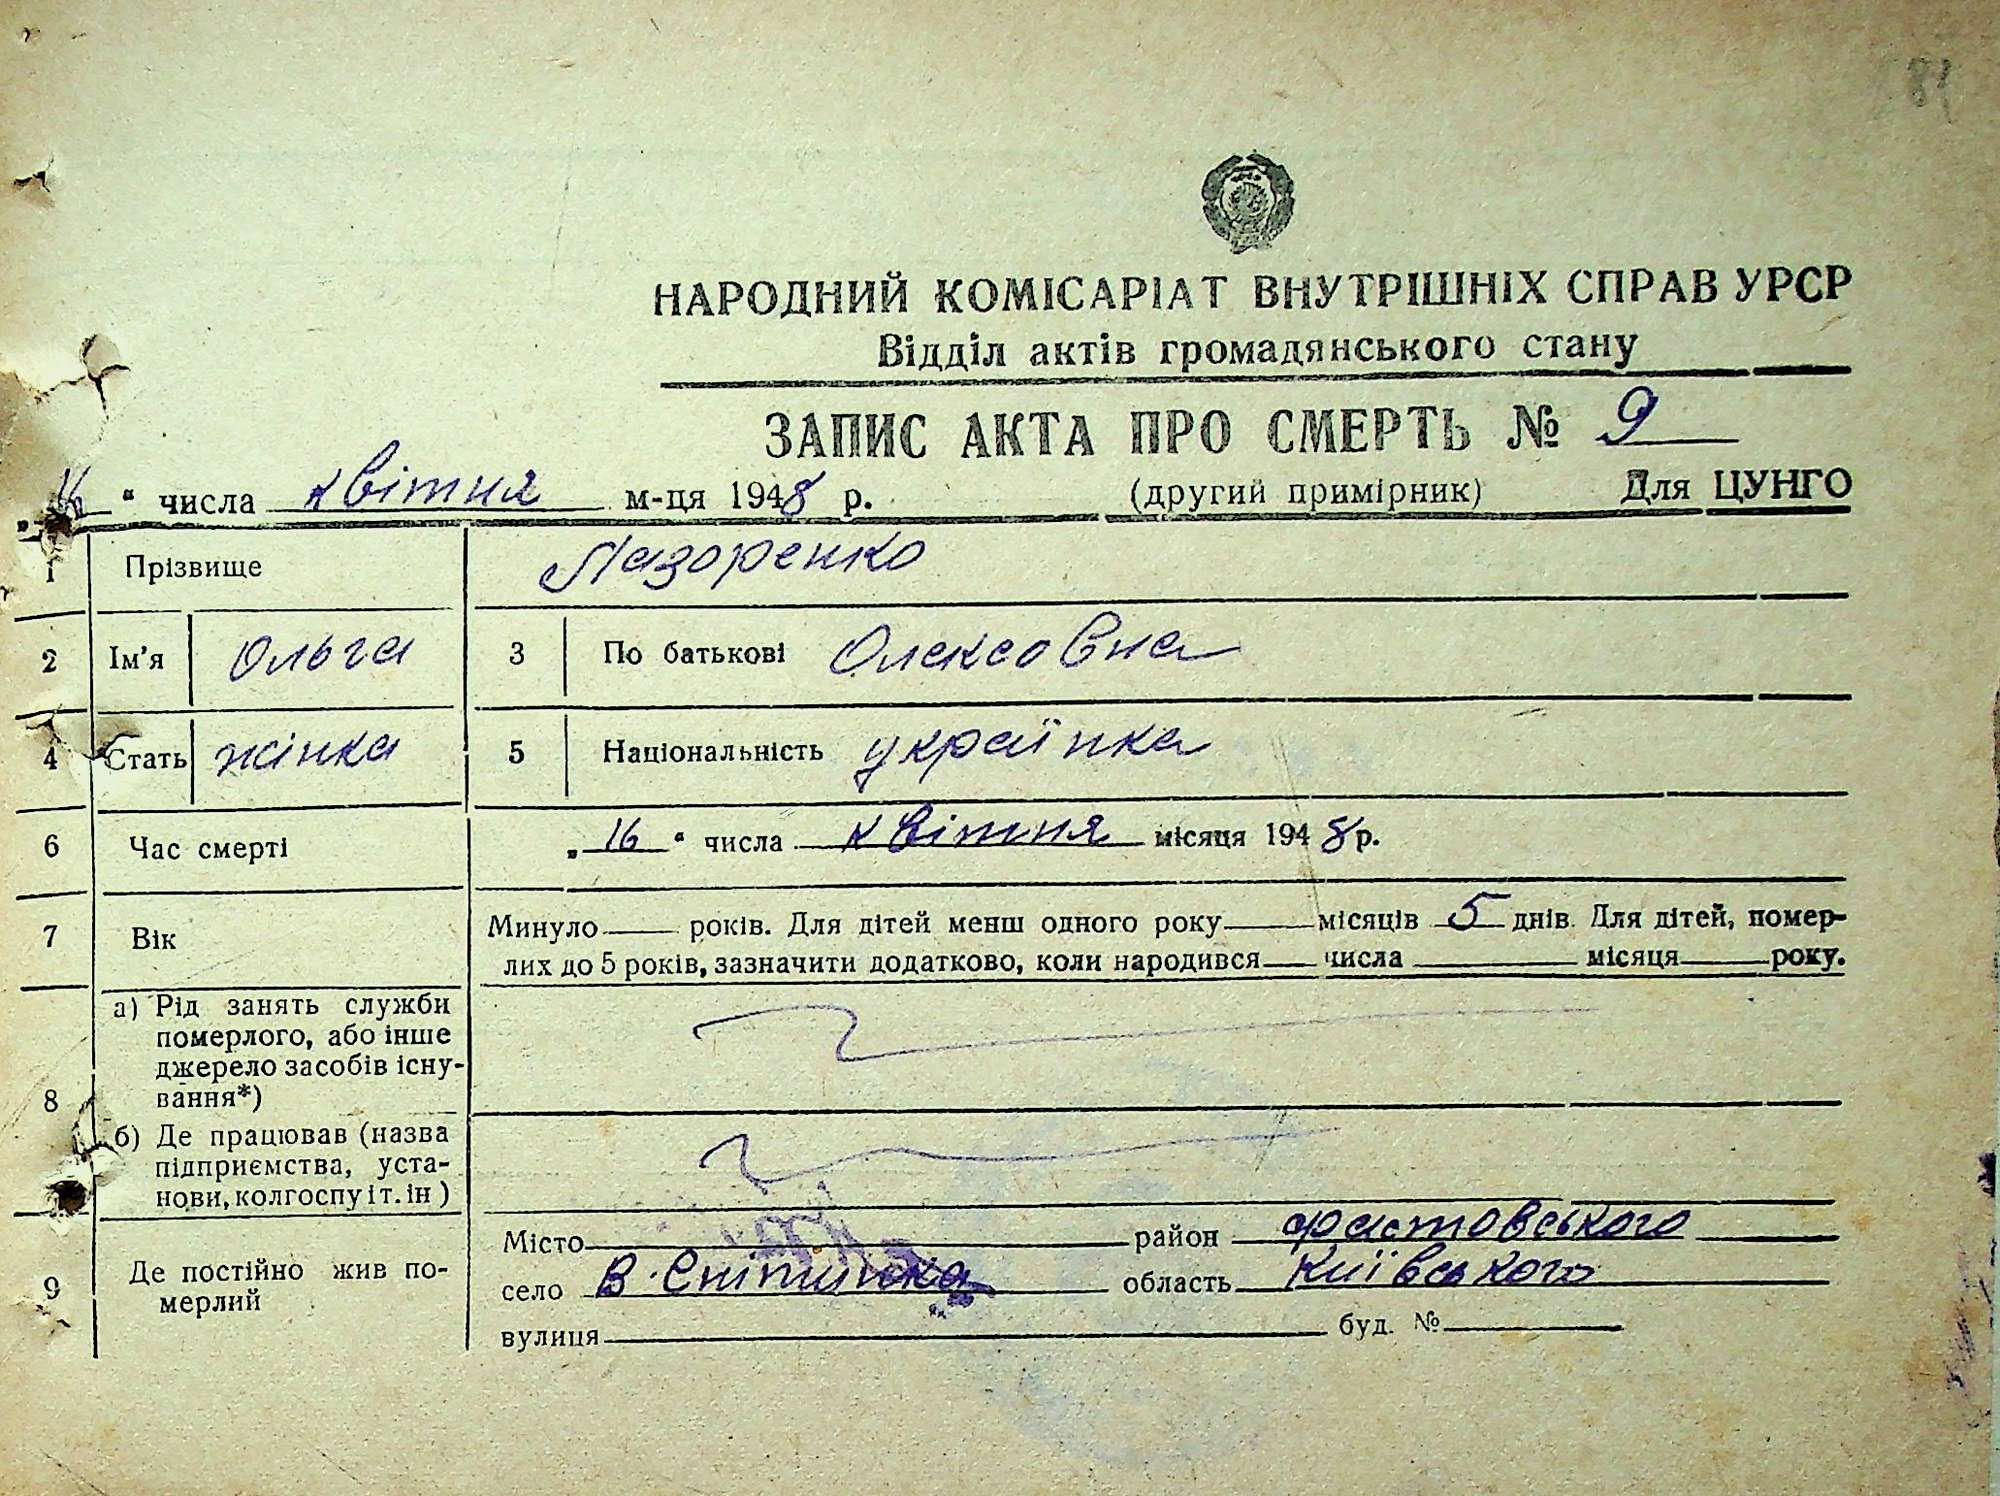 84
НАРОДНИЙ КОМІСАРІАТ ВНУТРІШНІХ СПРАВ УРСР
Відділ актів громадянського стану
ЗАПИС АКТА ПРО СМЕРТЬ № 9
„16“ числа квітня м-ця 1948 р. (другий примірник) Для ЦУНГО
1 Прізвище Лазоренко
2 Ім'я Ольга 3 По батькові Олексовна
4 Стать жінка 5 Національність українка
6 Час смерті „16“ числа квітня місяця 1948 р.
7 Вік Минуло років. Для дітей менш одного року місяців 5 днів. Для дітей, помер-
лих до 5 років, зазначити додатково, коли народився числа місяця року.
8 а) Рід занять служби
померлого, або інше
джерело засобів існу-
вання*)
б) Де працював (назва
підприємства, уста-
нови, колгоспу і т. ін)
9 Де постійно жив по-
мерлий
Місто район фастовського
село В. Снітинка область Київського
вулиця буд. №